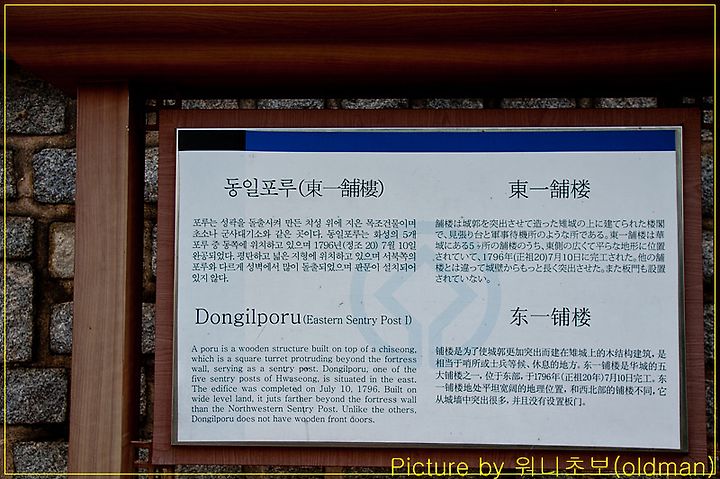 동일포루(東一舖樓)
포루는 성곽을 돌출시켜 만든 치성 위에 지은 목조건물이며
초소나 군사대기소와 같은 곳이다. 동일포루는 화성의 5개
포루 중 동쪽에 위치하고 있으며 1796년(정조 20) 7월 10일
완공되었다. 평탄하고 넓은 지형에 위치하고 있으며 서북쪽의
포루와 다르게 성벽에서 많이 돌출되었으며 판문이 설치되어
있지 않다.
東一舗楼
舗楼は城郭を突出させて造った雉城の上に建てられた楼閣
で、見張り台と軍事待機所のような所である。東一舗楼は華
城にある5ヶ所の舗楼のうち、東側の広くて平らな地形に位置
されていて、1796年(正祖20)7月10日に完工された。他の舗
楼とは違って城壁からもっと長く突出させた。また板門も設置
されていない。
Dongilporu(Eastern Sentry Post I)
A poru is a wooden structure built on top of a chiseong,
which is a square turret protruding beyond the fortress
wall, serving as a sentry post. Dongilporu, one of the
five sentry posts of Hwaseong, is situated in the east.
The edifice was completed on July 10, 1796. Built on
wide level land, it juts farther beyond the fortress wall
than the Northwestern Sentry Post. Unlike the others,
Dongilporu does not have wooden front doors.
东一铺楼
铺楼是为了使城郭更加突出而建在雉城上的木结构建筑，是
相当于哨所或士兵等候、休息的地方。东一铺楼是华城的五
大铺楼之一，位于东部，于1796年(正祖20年)7月10日完工。东
一铺楼地处平坦宽阔的地理位置，和西北部的铺楼不同，它
从城墙中突出很多，并且没有设置板门。
Picture by 워니초보(oldman)